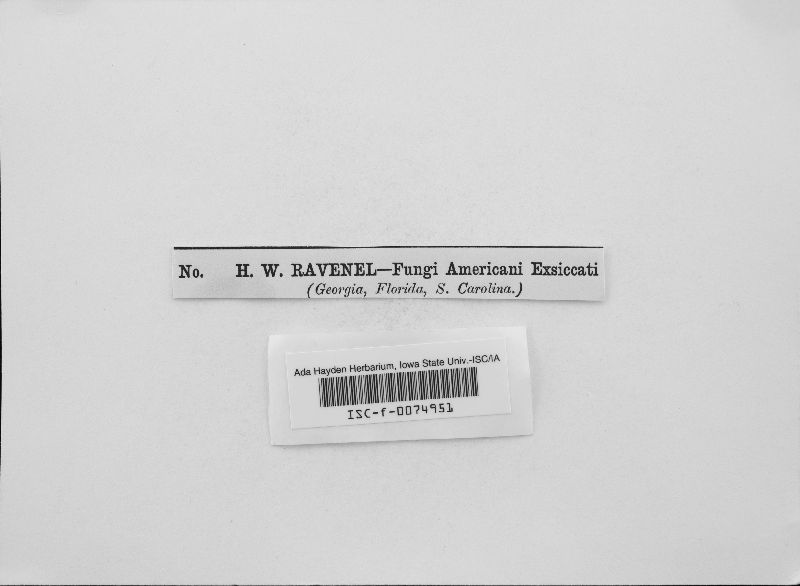 No. H. W. RAVENEL—Fungi Americani Exsiccati
(Georgia, Florida, S. Carolina.)
Ada Hayden Herbarium, Iowa State Univ.-ISC/IA
ISC-f-0074951